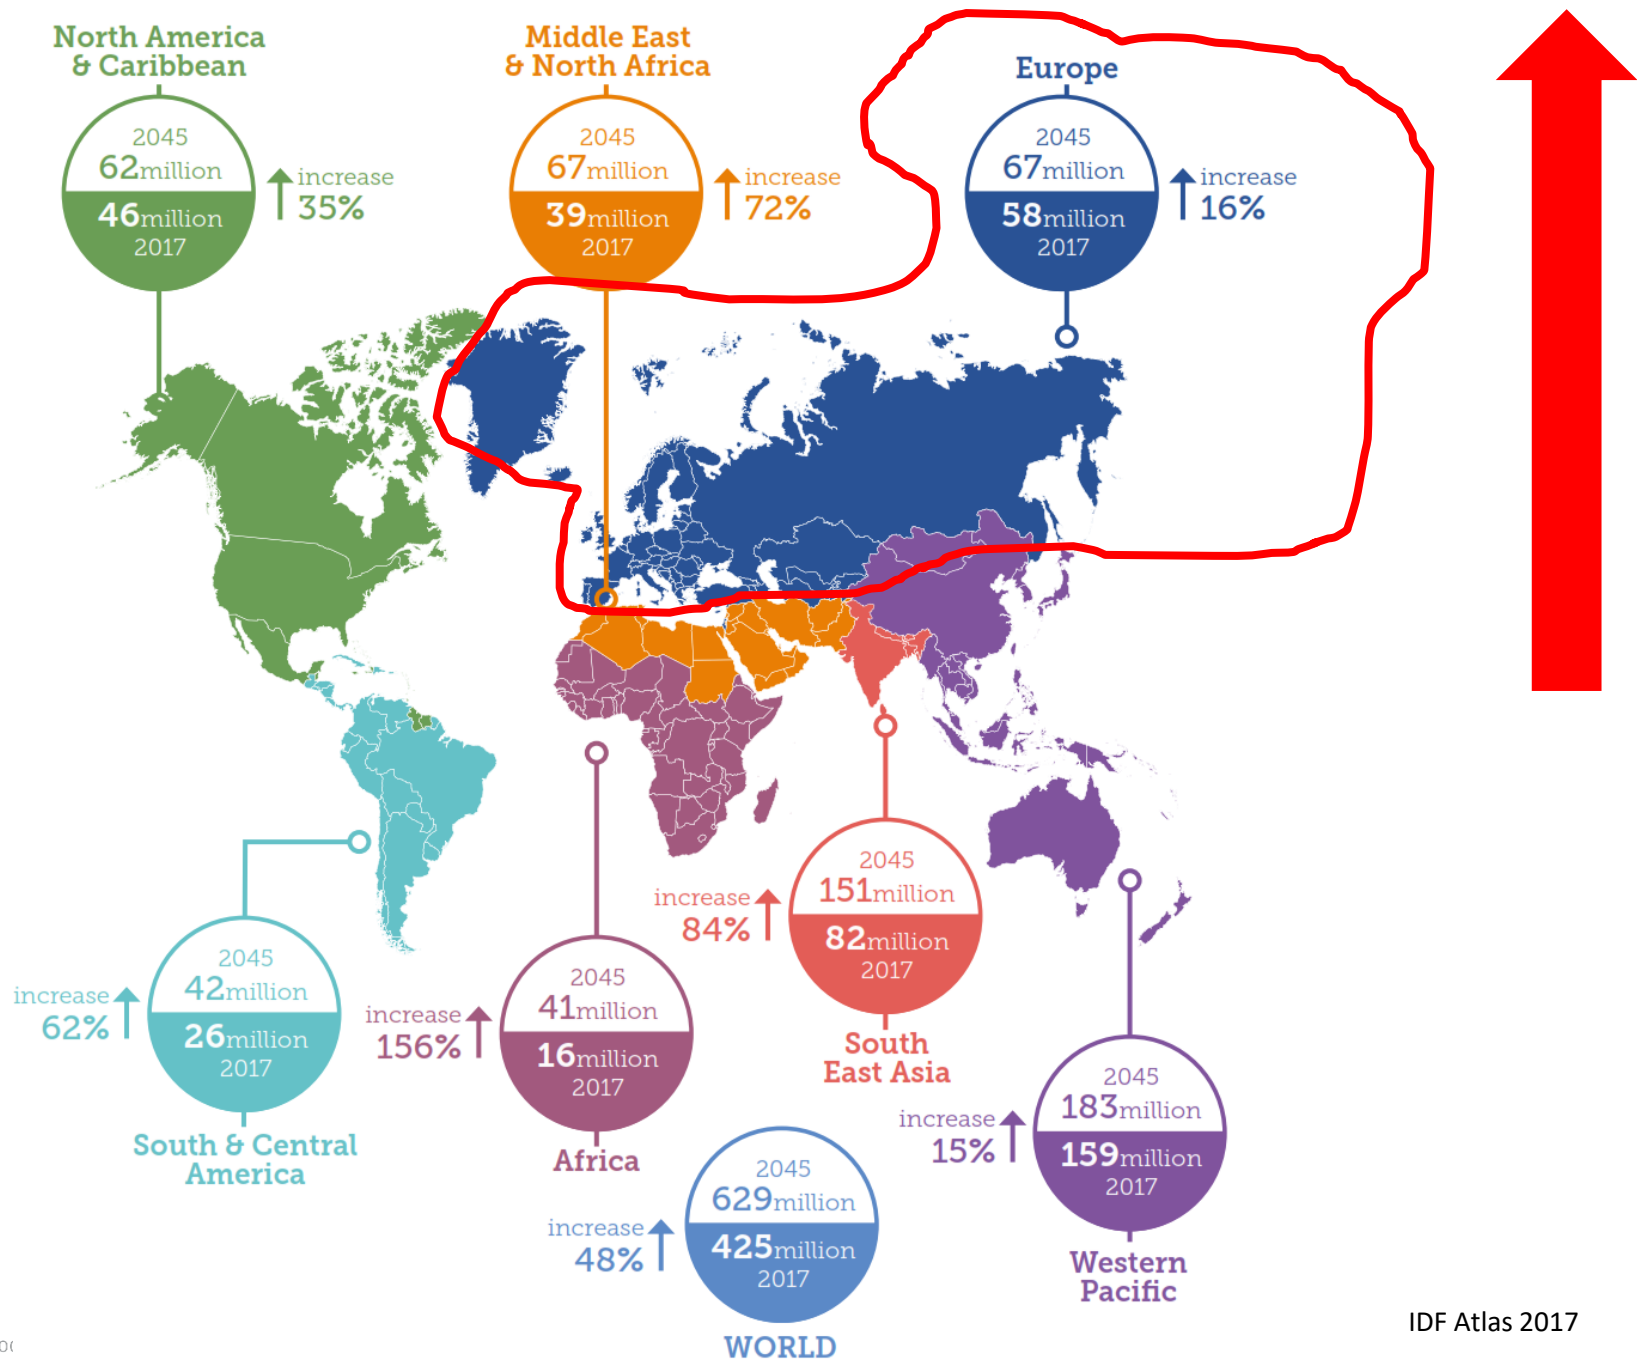 North America
& Caribbean
2045
62million
46million
2017
increase
35%
Middle East
& North Africa
2045
67million
39million
2017
increase
72%
Europe
2045
67million
58million
2017
increase
16%
2045
42million
26million
2017
increase
62%
South & Central
America
2045
41million
16million
2017
increase
156%
Africa
2045
151million
82million
2017
increase
84%
South
East Asia
2045
183million
159million
2017
increase
15%
Western
Pacific
2045
629million
425million
2017
increase
48%
WORLD
IDF Atlas 2017